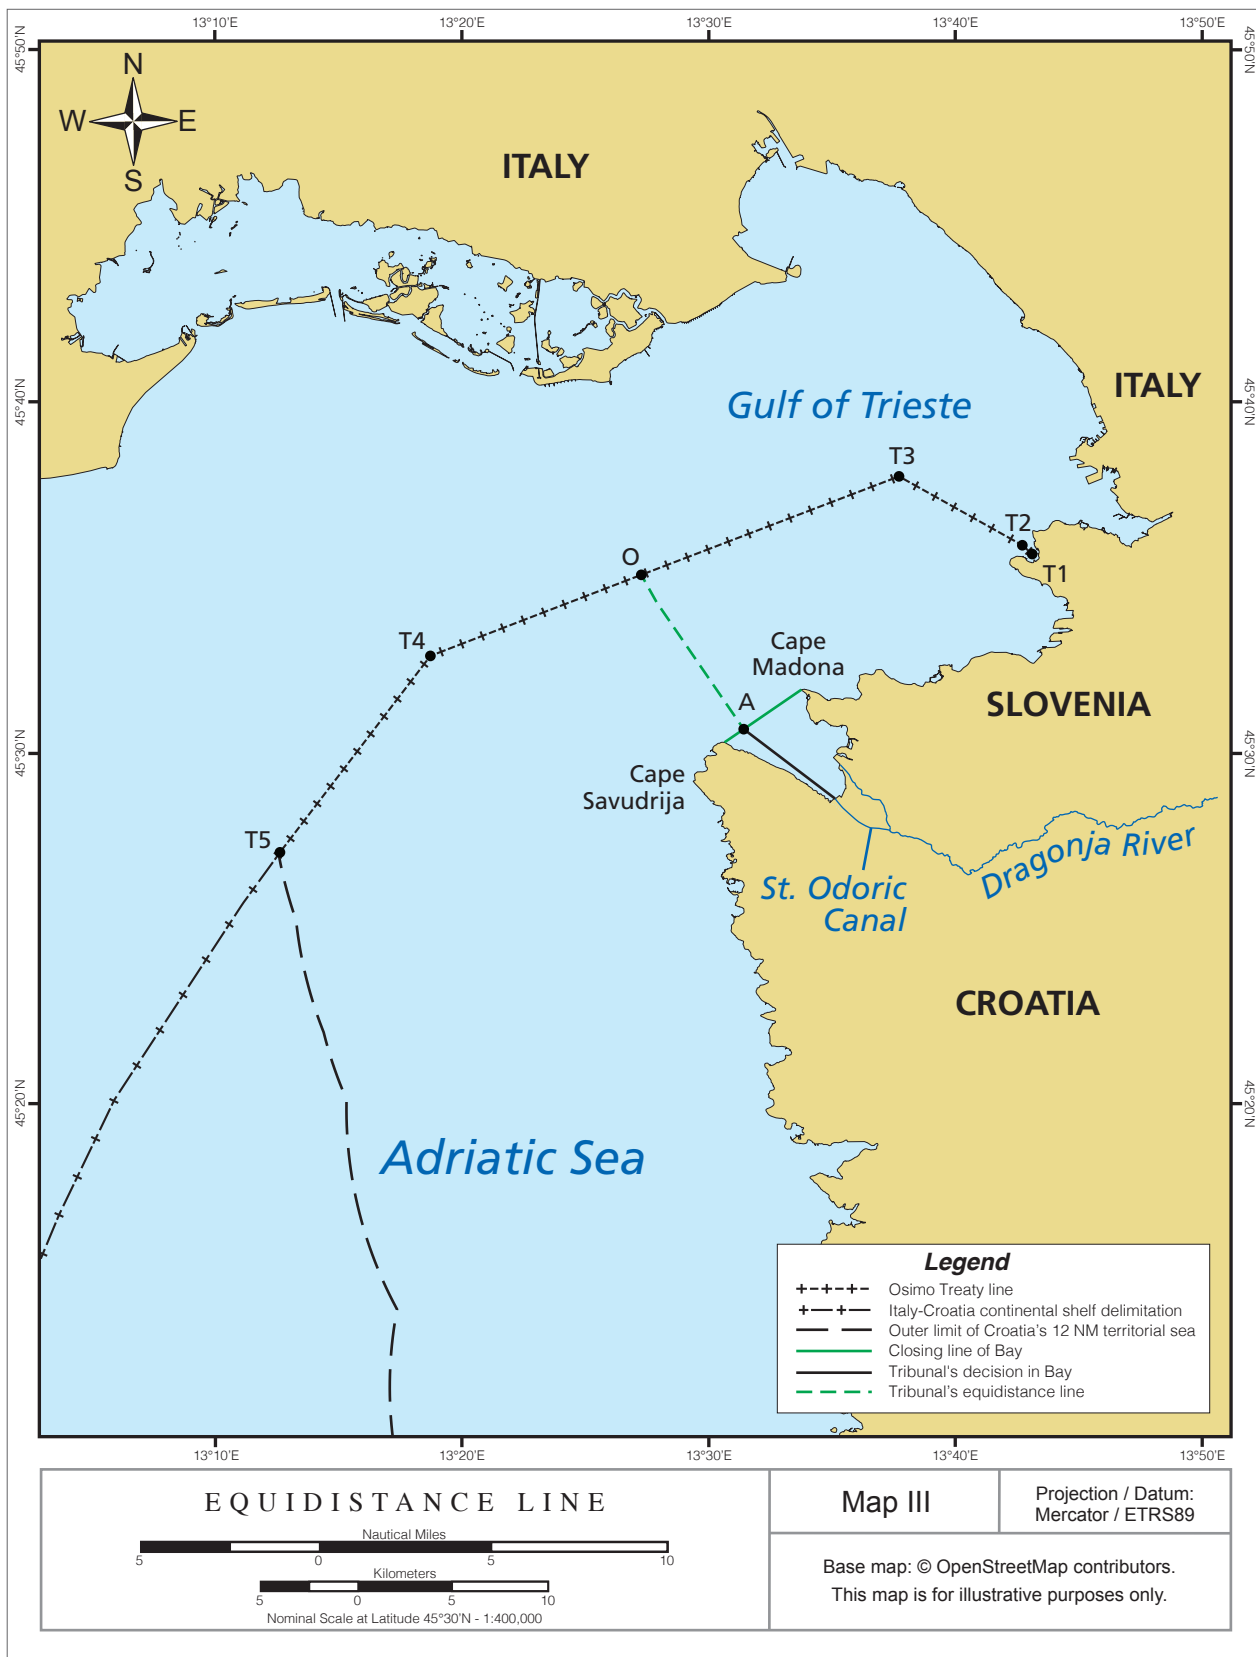 13°10'E
13°20'E
13°30'E
13°40'E
13°50'E
45°50'N
45°50'N
N
W E
S
ITALY
ITALY
45°40'N
45°40'N
Gulf of Trieste
T3
T2
T1
O
T4
Cape
Madona
A
SLOVENIA
45°30'N
45°30'N
Cape
Savudrija
T5
Dragonja River
St. Odoric
Canal
CROATIA
45°20'N
45°20'N
Adriatic Sea
Legend
Osimo Treaty line
Italy-Croatia continental shelf delimitation
Outer limit of Croatia's 12 NM territorial sea
Closing line of Bay
Tribunal's decision in Bay
Tribunal's equidistance line
13°10'E
13°20'E
13°30'E
13°40'E
13°50'E
EQUIDISTANCE LINE
Nautical Miles
5 0 5 10
Kilometers
5 0 5 10
Nominal Scale at Latitude 45°30'N - 1:400,000
Map III
Projection / Datum:
Mercator / ETRS89
Base map: © OpenStreetMap contributors.
This map is for illustrative purposes only.